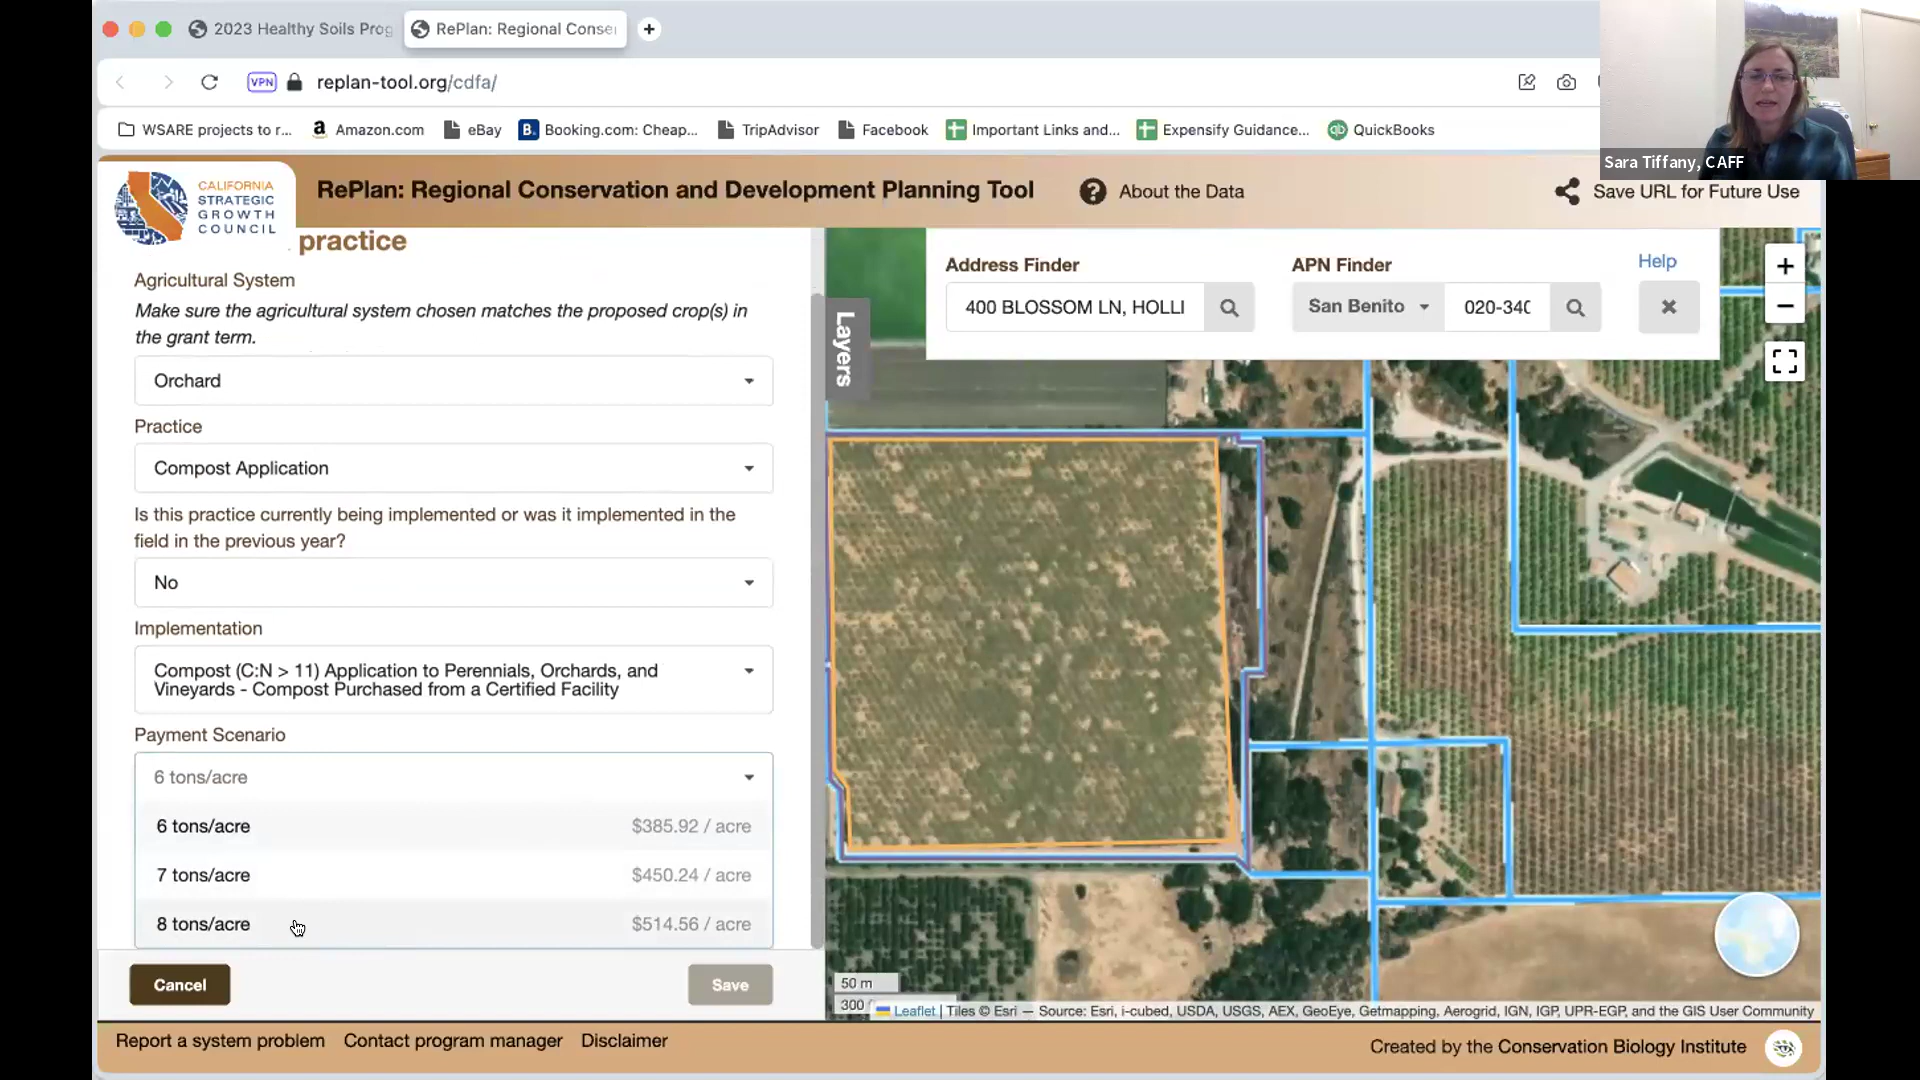 2023 Healthy Soils Prog
RePlan: Regional Conser
VPN
replan-tool.org/cdfa/
WSARE projects to r...
Amazon.com
eBay
Booking.com: Cheap...
TripAdvisor
Facebook
Important Links and...
Expensify Guidance...
QuickBooks
Sara Tiffany, CAFF
CALIFORNIA
STRATEGIC
GROWTH
COUNCIL
RePlan: Regional Conservation and Development Planning Tool
About the Data
Save URL for Future Use
practice
Agricultural System
Make sure the agricultural system chosen matches the proposed crop(s) in
the grant term.
Orchard
Practice
Compost Application
Is this practice currently being implemented or was it implemented in the
field in the previous year?
No
Implementation
Compost (C:N > 11) Application to Perennials, Orchards, and
Vineyards - Compost Purchased from a Certified Facility
Payment Scenario
6 tons/acre
6 tons/acre $385.92 / acre
7 tons/acre $450.24 / acre
8 tons/acre $514.56 / acre
Cancel
Save
Layers
Address Finder
400 BLOSSOM LN, HOLLI
APN Finder
San Benito
020-340
Help
+
−
50 m
300
Leaflet | Tiles © Esri — Source: Esri, i-cubed, USDA, USGS, AEX, GeoEye, Getmapping, Aerogrid, IGN, IGP, UPR-EGP, and the GIS User Community
Report a system problem
Contact program manager
Disclaimer
Created by the Conservation Biology Institute